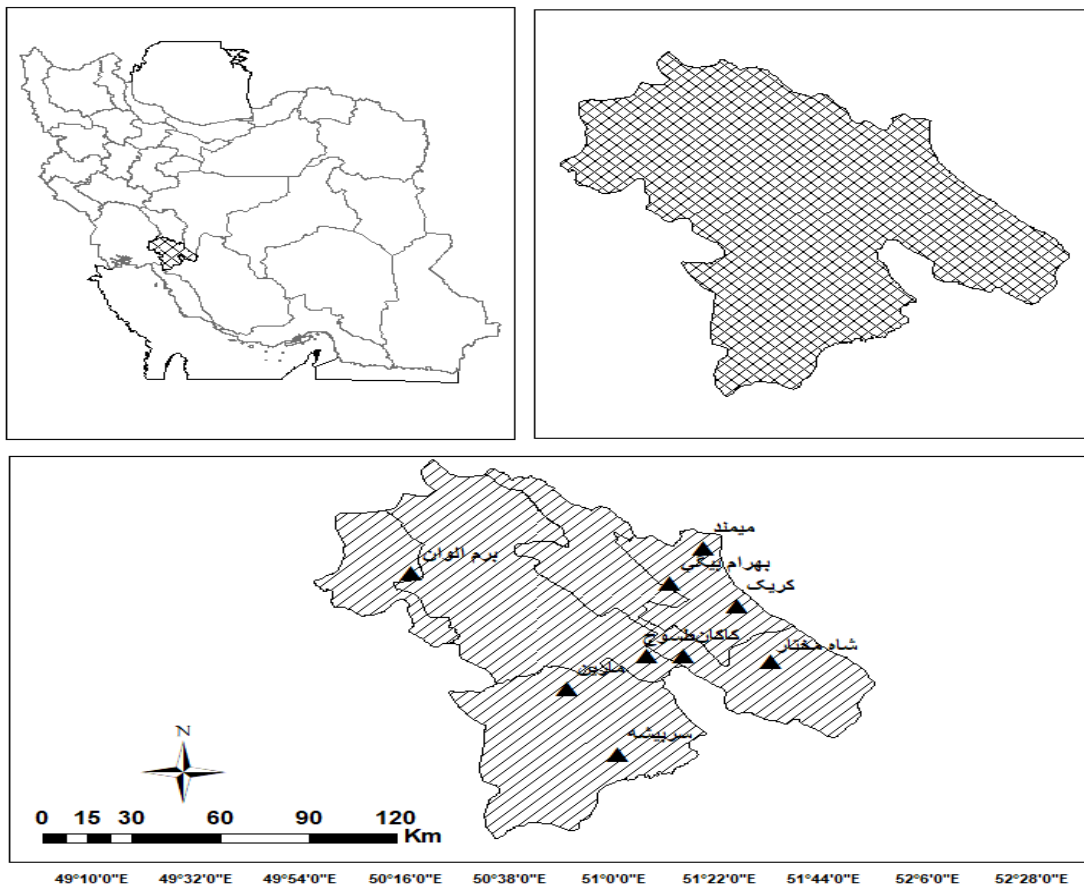 میمند
برم الوان
بهرام بیگی
کریک
کاکان
طسوج
شاه مختار
مارین
سربیشه
N
0 15 30 60 90 120
Km
49°10'0"E 49°32'0"E 49°54'0"E 50°16'0"E 50°38'0"E 51°0'0"E 51°22'0"E 51°44'0"E 52°6'0"E 52°28'0"E